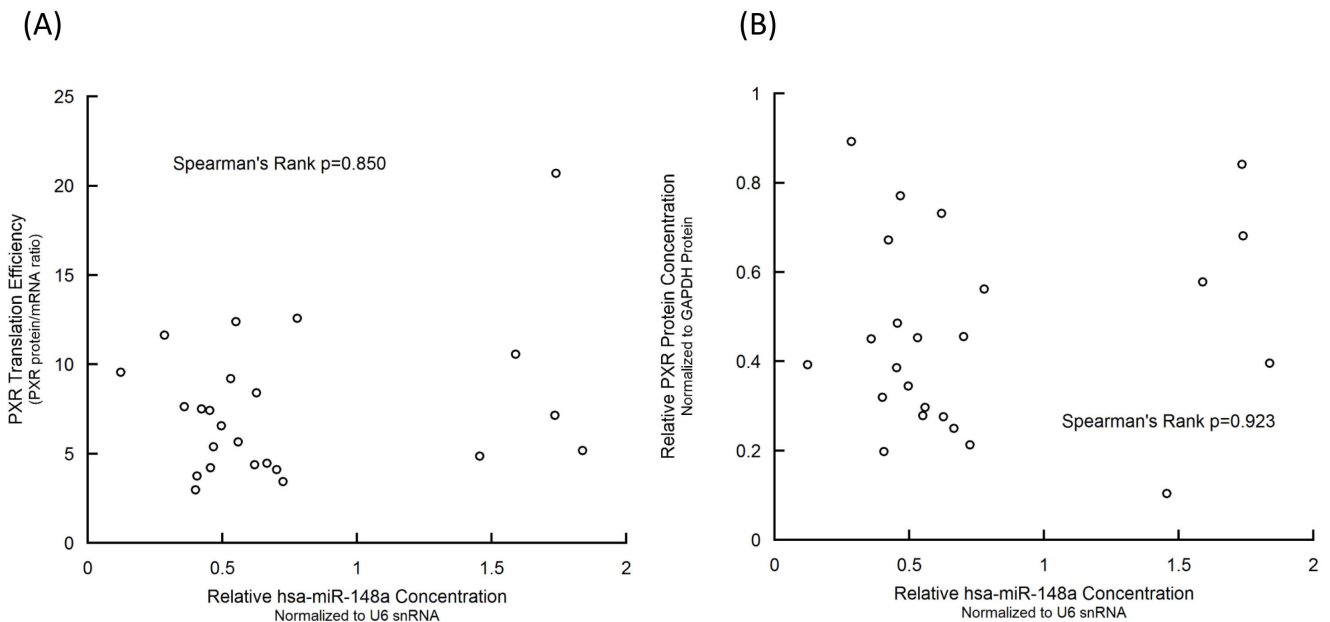 (A)
25
20
15
10
5
0
PXR Translation Efficiency
(PXR protein/mRNA ratio)
Spearman's Rank p=0.850
0 0.5 1 1.5 2
Relative hsa-miR-148a Concentration
Normalized to U6 snRNA
(B)
1
0.8
0.6
0.4
0.2
0
Relative PXR Protein Concentration
Normalized to GAPDH Protein
Spearman's Rank p=0.923
0 0.5 1 1.5 2
Relative hsa-miR-148a Concentration
Normalized to U6 snRNA